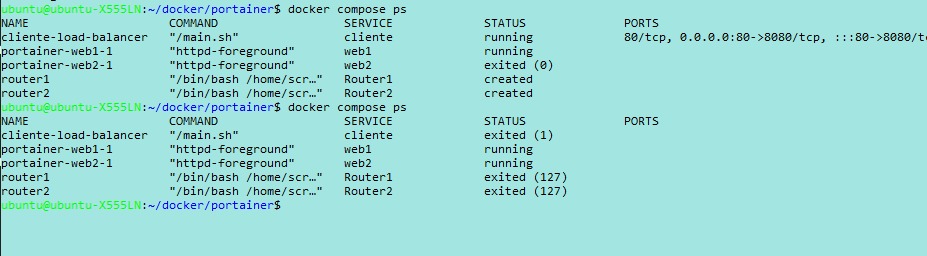 ubuntu@ubuntu-X555LN:~/docker/portainer$ docker compose ps
NAME COMMAND SERVICE STATUS PORTS
cliente-load-balancer "/main.sh" cliente running 80/tcp, 0.0.0.0:80->8080/tcp, :::80->8080/t
portainer-web1-1 "httpd-foreground" web1 running
portainer-web2-1 "httpd-foreground" web2 exited (0)
router1 "/bin/bash /home/scr…" Router1 created
router2 "/bin/bash /home/scr…" Router2 created
ubuntu@ubuntu-X555LN:~/docker/portainer$ docker compose ps
NAME COMMAND SERVICE STATUS PORTS
cliente-load-balancer "/main.sh" cliente exited (1)
portainer-web1-1 "httpd-foreground" web1 running
portainer-web2-1 "httpd-foreground" web2 running
router1 "/bin/bash /home/scr…" Router1 exited (127)
router2 "/bin/bash /home/scr…" Router2 exited (127)
ubuntu@ubuntu-X555LN:~/docker/portainer$